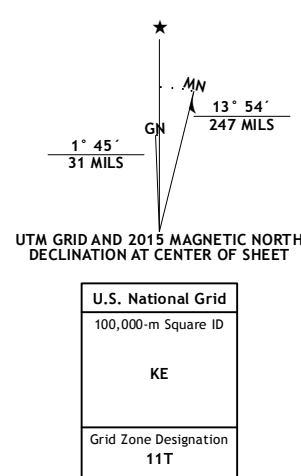 ★
MN
GN
13° 54´
247 MILS
1° 45´
31 MILS
UTM GRID AND 2015 MAGNETIC NORTH
DECLINATION AT CENTER OF SHEET
U.S. National Grid
100,000-m Square ID
KE
Grid Zone Designation
11T